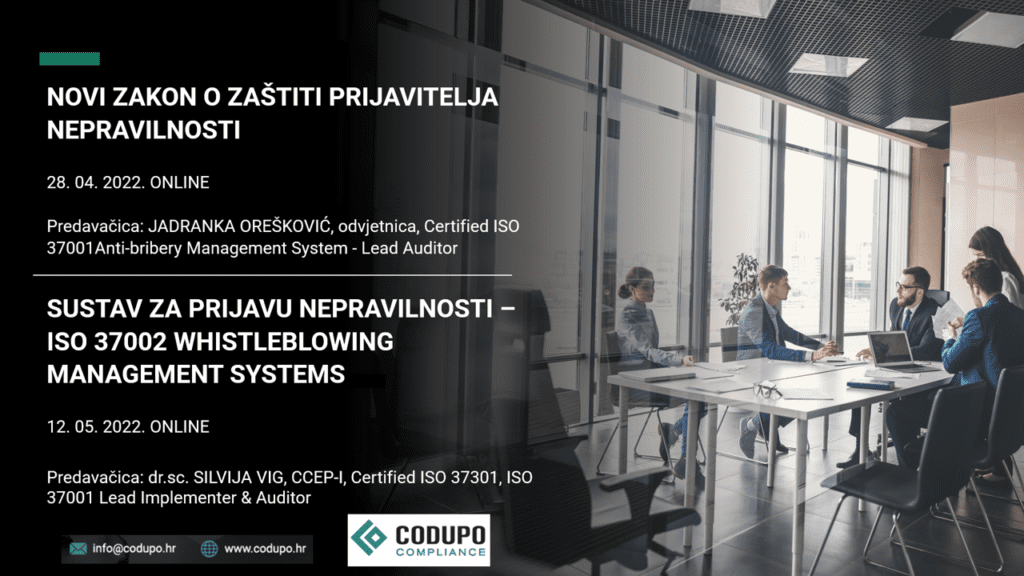 NOVI ZAKON O ZAŠTITI PRIJAVITELJA
NEPRAVILNOSTI
28. 04. 2022. ONLINE
Predavačica: JADRANKA OREŠKOVIĆ, odvjetnica, Certified ISO
37001Anti-bribery Management System - Lead Auditor
SUSTAV ZA PRIJAVU NEPRAVILNOSTI –
ISO 37002 WHISTLEBLOWING
MANAGEMENT SYSTEMS
12. 05. 2022. ONLINE
Predavačica: dr.sc. SILVIJA VIG, CCEP-I, Certified ISO 37301, ISO
37001 Lead Implementer & Auditor
info@codupo.hr www.codupo.hr
CODUPO
COMPLIANCE